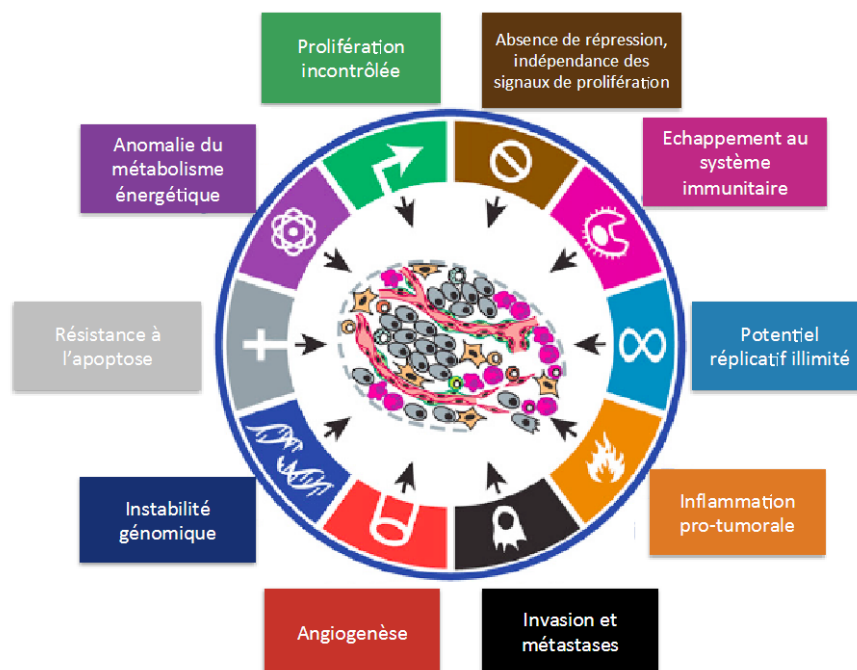 Prolifération
incontrôlée
Absence de répression,
indépendance des
signaux de prolifération
Anomalie du
métabolisme
énergétique
Echappement au
système
immunitaire
Résistance à
l'apoptose
Potentiel
réplicatif illimité
Instabilité
génomique
Inflammation
pro-tumorale
Angiogenèse
Invasion et
métastases